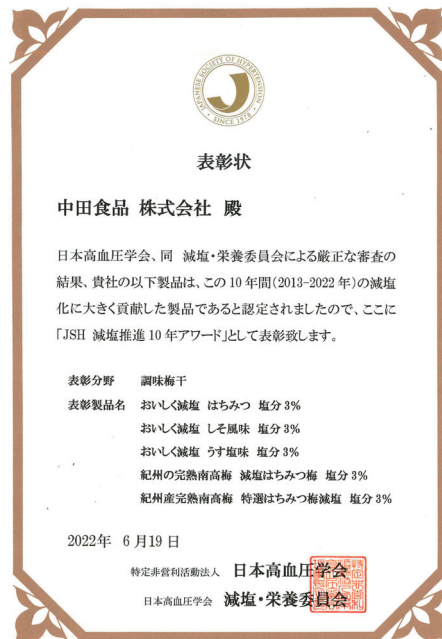 JAPANESE SOCIETY OF HYPERTENSION
・ SINCE 1978 ・
表彰状
中田食品 株式会社 殿
日本高血圧学会、同 減塩・栄養委員会による厳正な審査の
結果、貴社の以下製品は、この10年間(2013-2022年)の減塩
化に大きく貢献した製品であると認定されましたので、ここに
「JSH 減塩推進10年アワード」として表彰致します。
表彰分野 調味梅干
表彰製品名 おいしく減塩 はちみつ 塩分3%
おいしく減塩 しそ風味 塩分3%
おいしく減塩 うす塩味 塩分3%
紀州の完熟南高梅 減塩はちみつ梅 塩分3%
紀州産完熟南高梅 特選はちみつ梅減塩 塩分3%
2022年 6月19日
特定非営利活動法人 日本高血圧学会
日本高血圧学会 減塩・栄養委員会